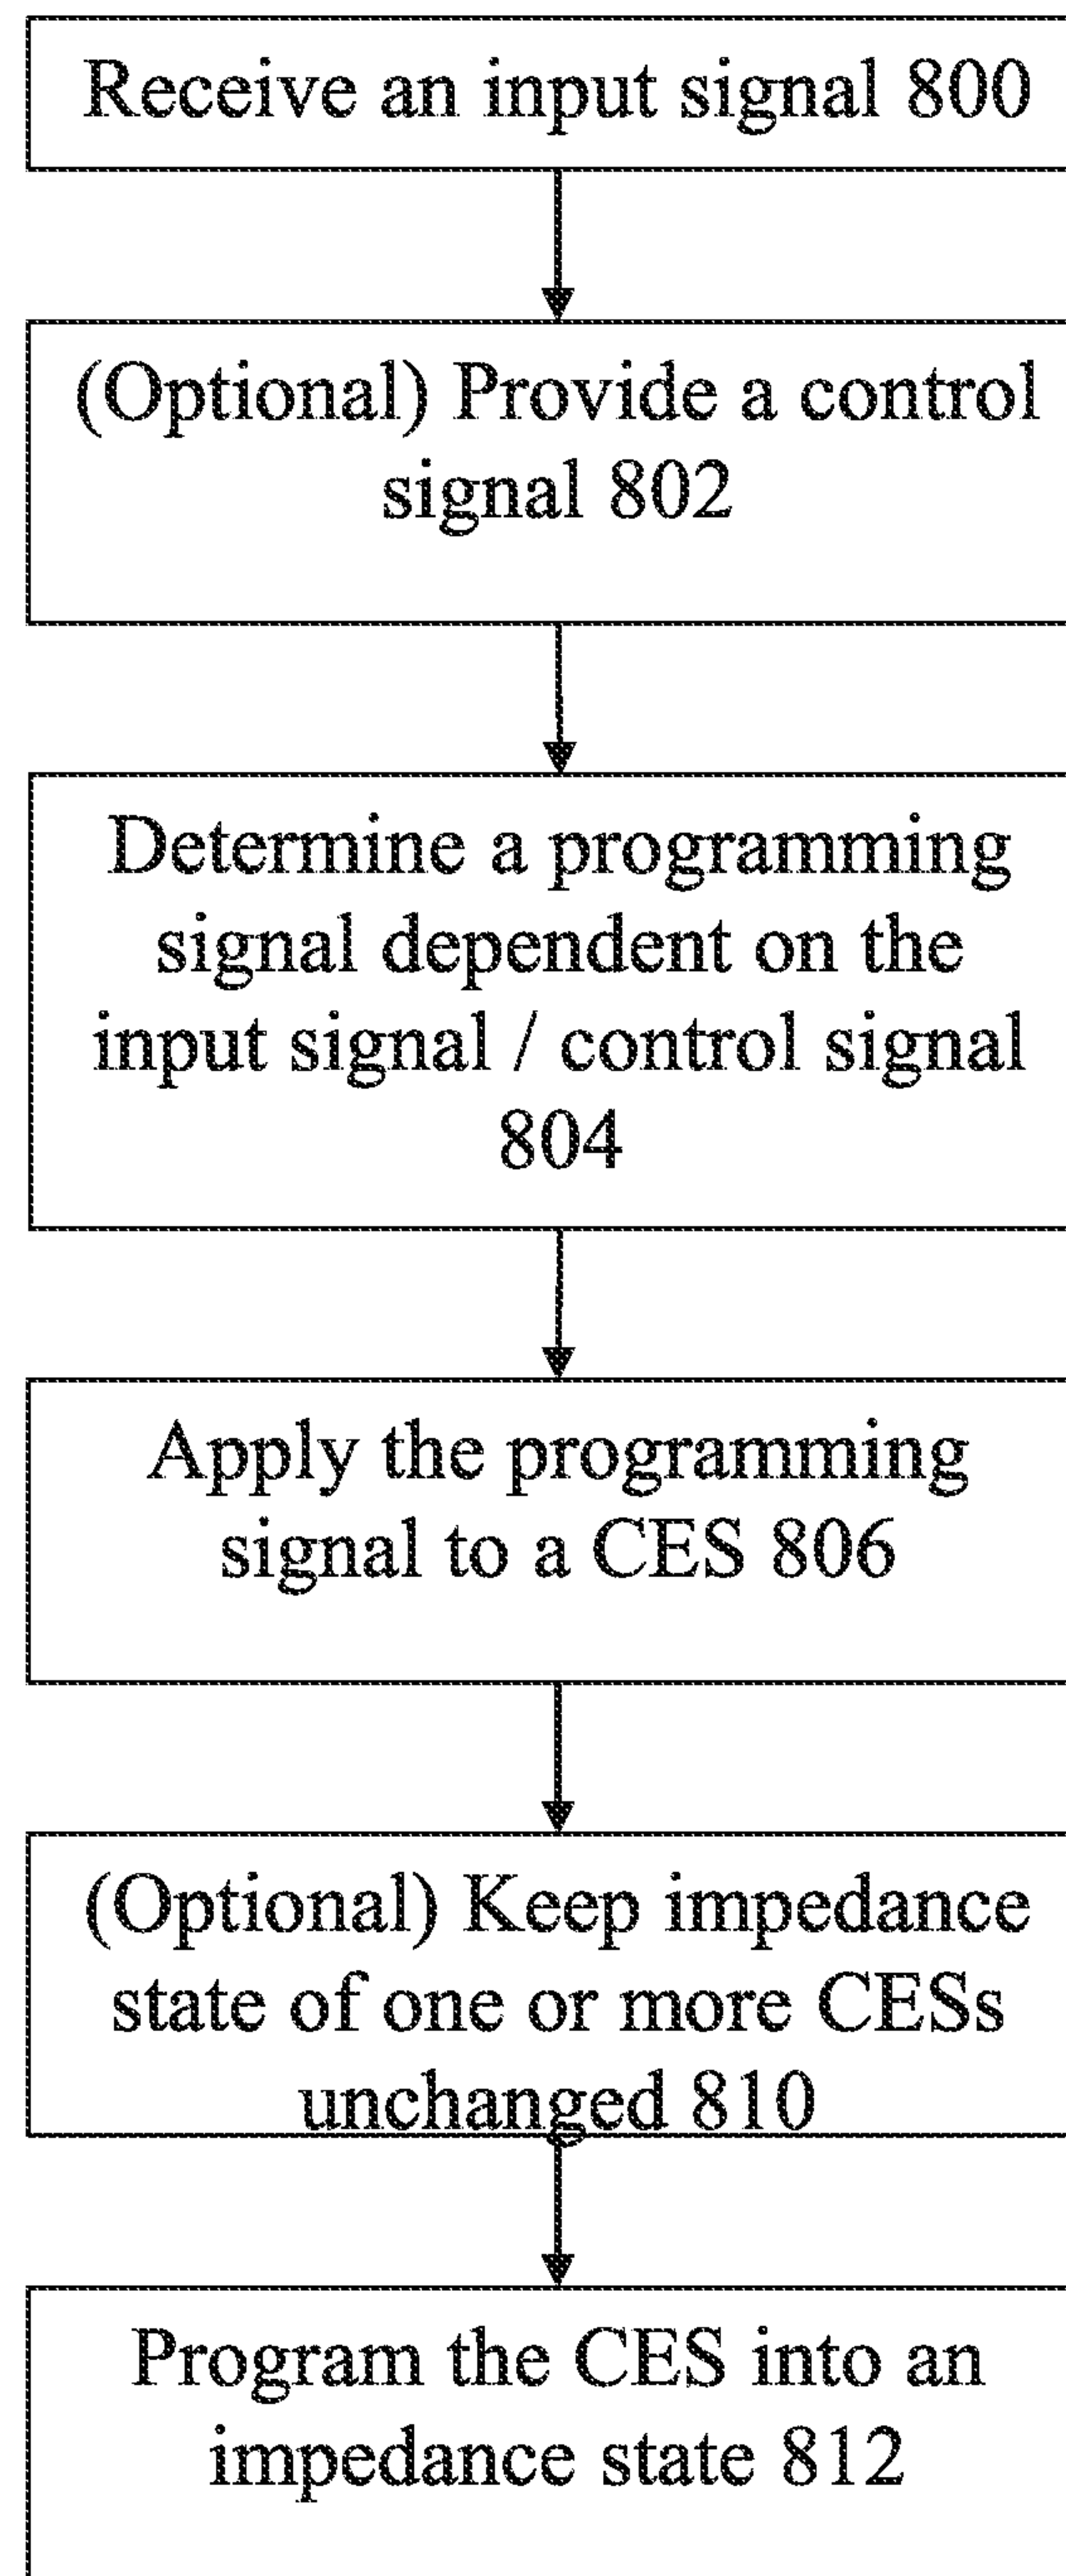 Receive an input signal 800
(Optional) Provide a control
signal 802
Determine a programming
signal dependent on the
input signal / control signal
804
Apply the programming
signal to a CES 806
(Optional) Keep impedance
state of one or more CESs
unchanged 810
Program the CES into an
impedance state 812